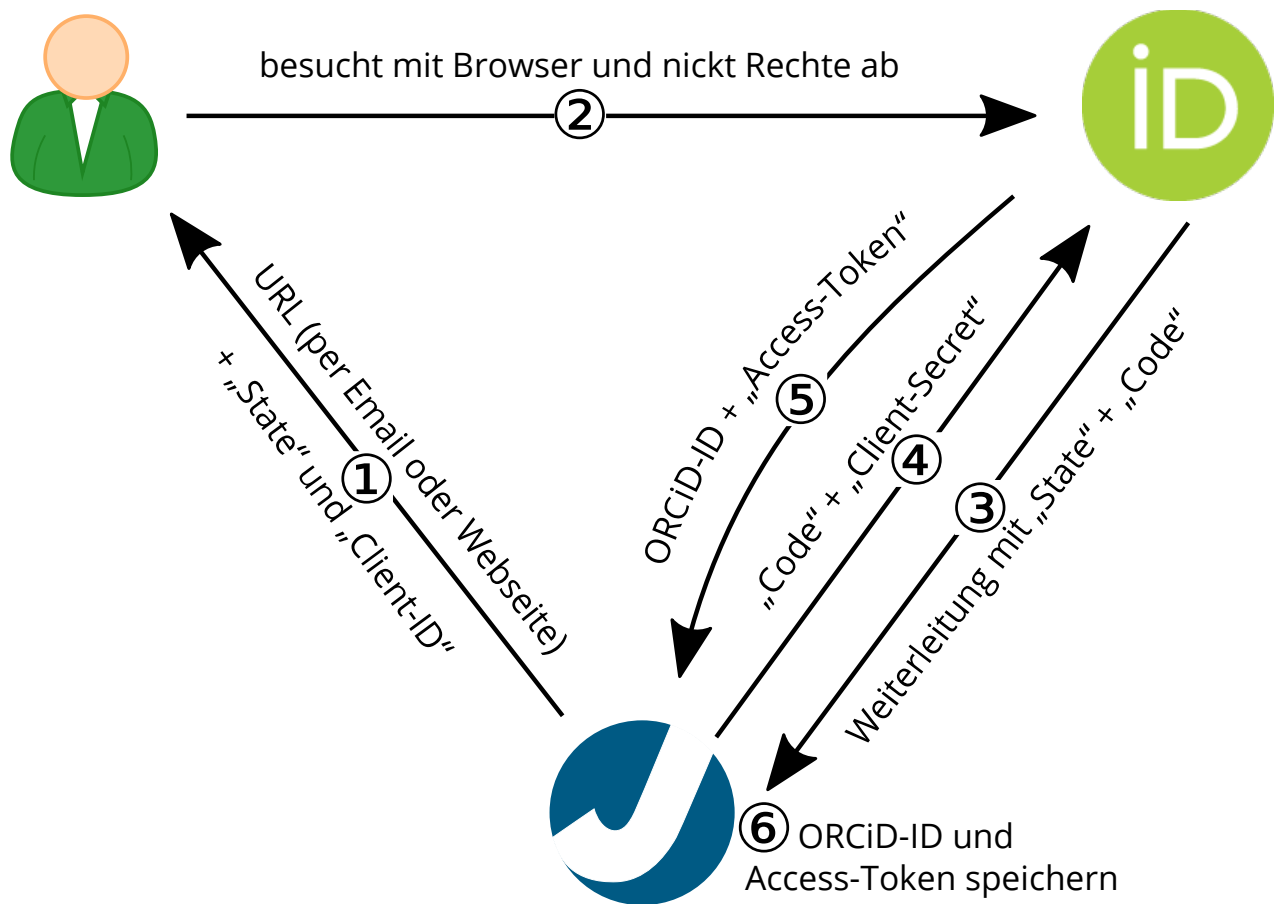 besucht mit Browser und nickt Rechte ab
②
iD
URL (per Email oder Webseite)
①
+ „State“ und „Client-ID“
ORCiD-ID + „Access-Token“
⑤
„Code“ + „Client-Secret“
④
③
Weiterleitung mit „State“ + „Code“
⑥ ORCiD-ID und
Access-Token speichern